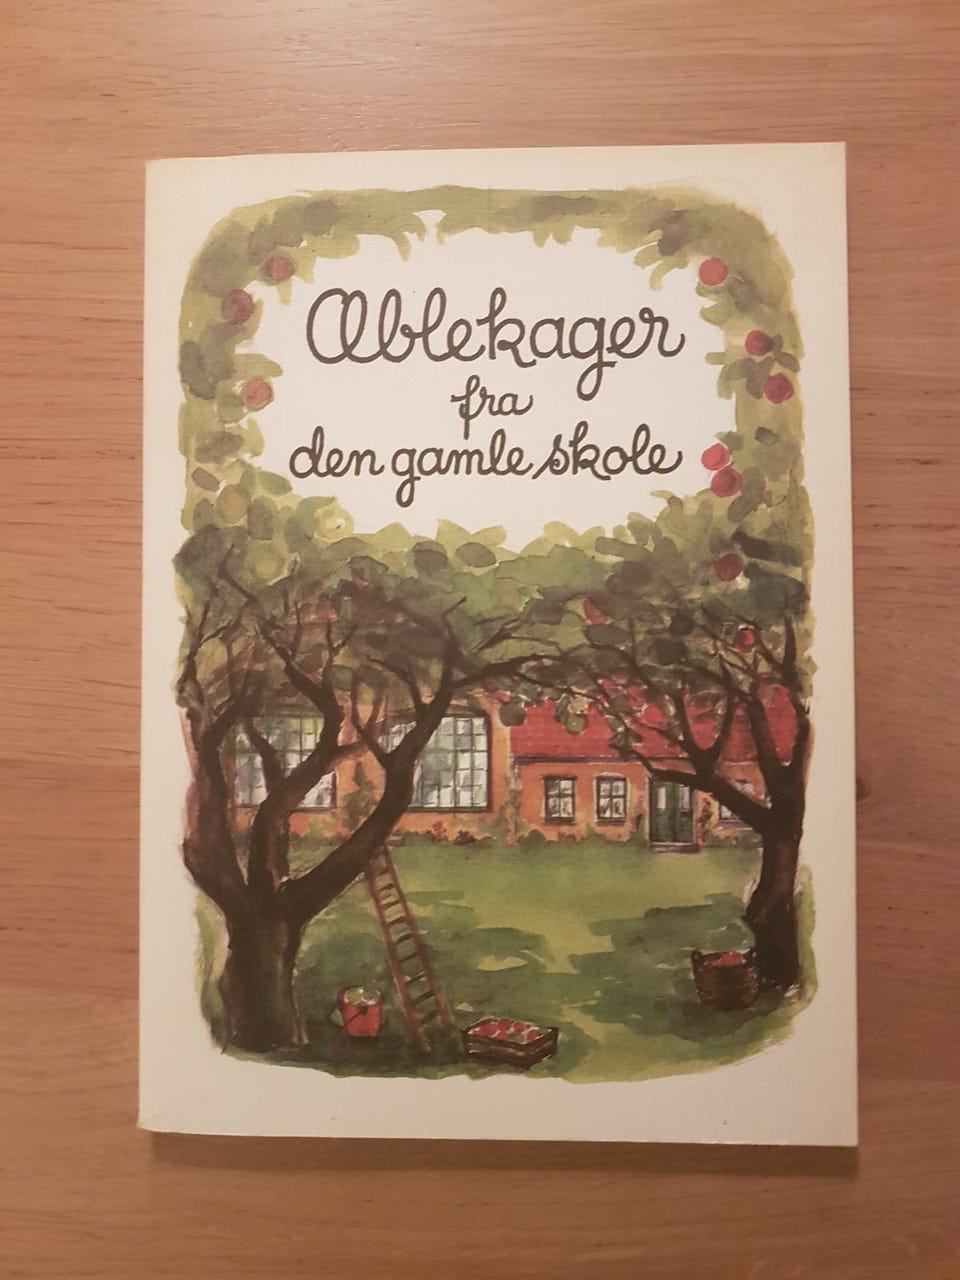 Æblekager
fra
den gamle skole